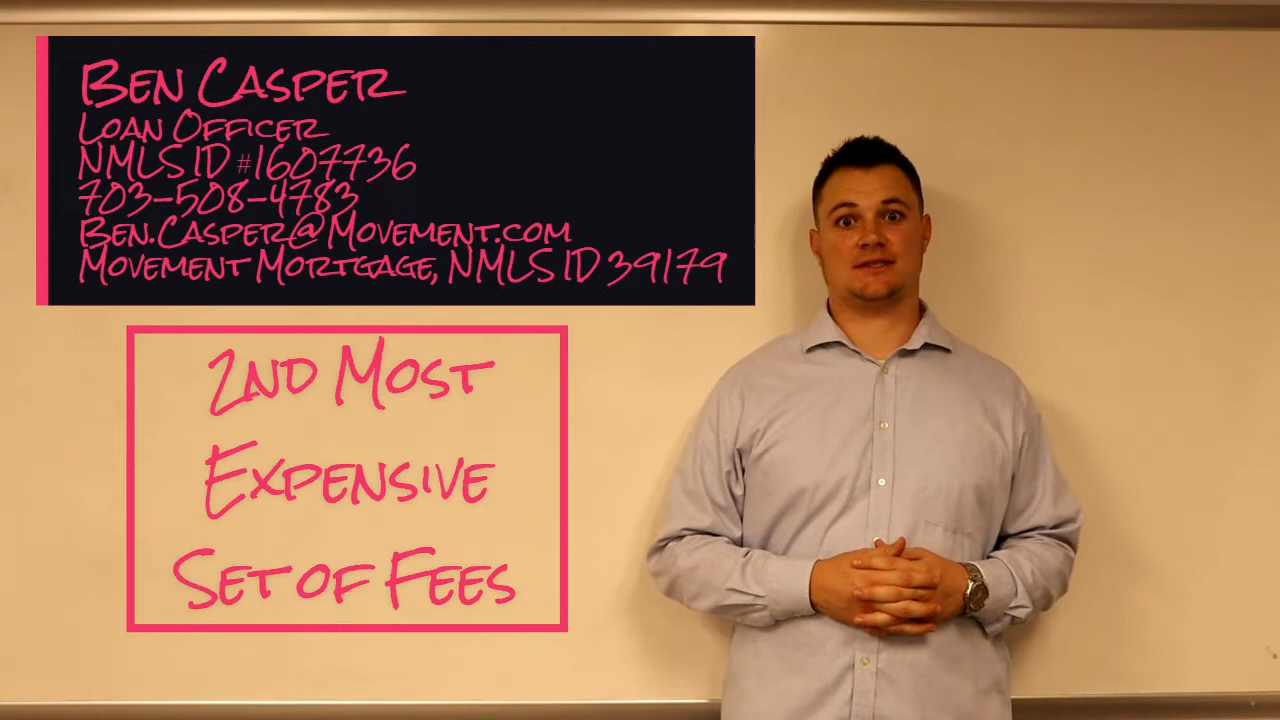 Ben Casper
Loan Officer
NMLS ID #1607736
703-508-4783
Ben.Casper@Movement.com
Movement Mortgage, NMLS ID 39179
2nd Most
Expensive
Set of Fees